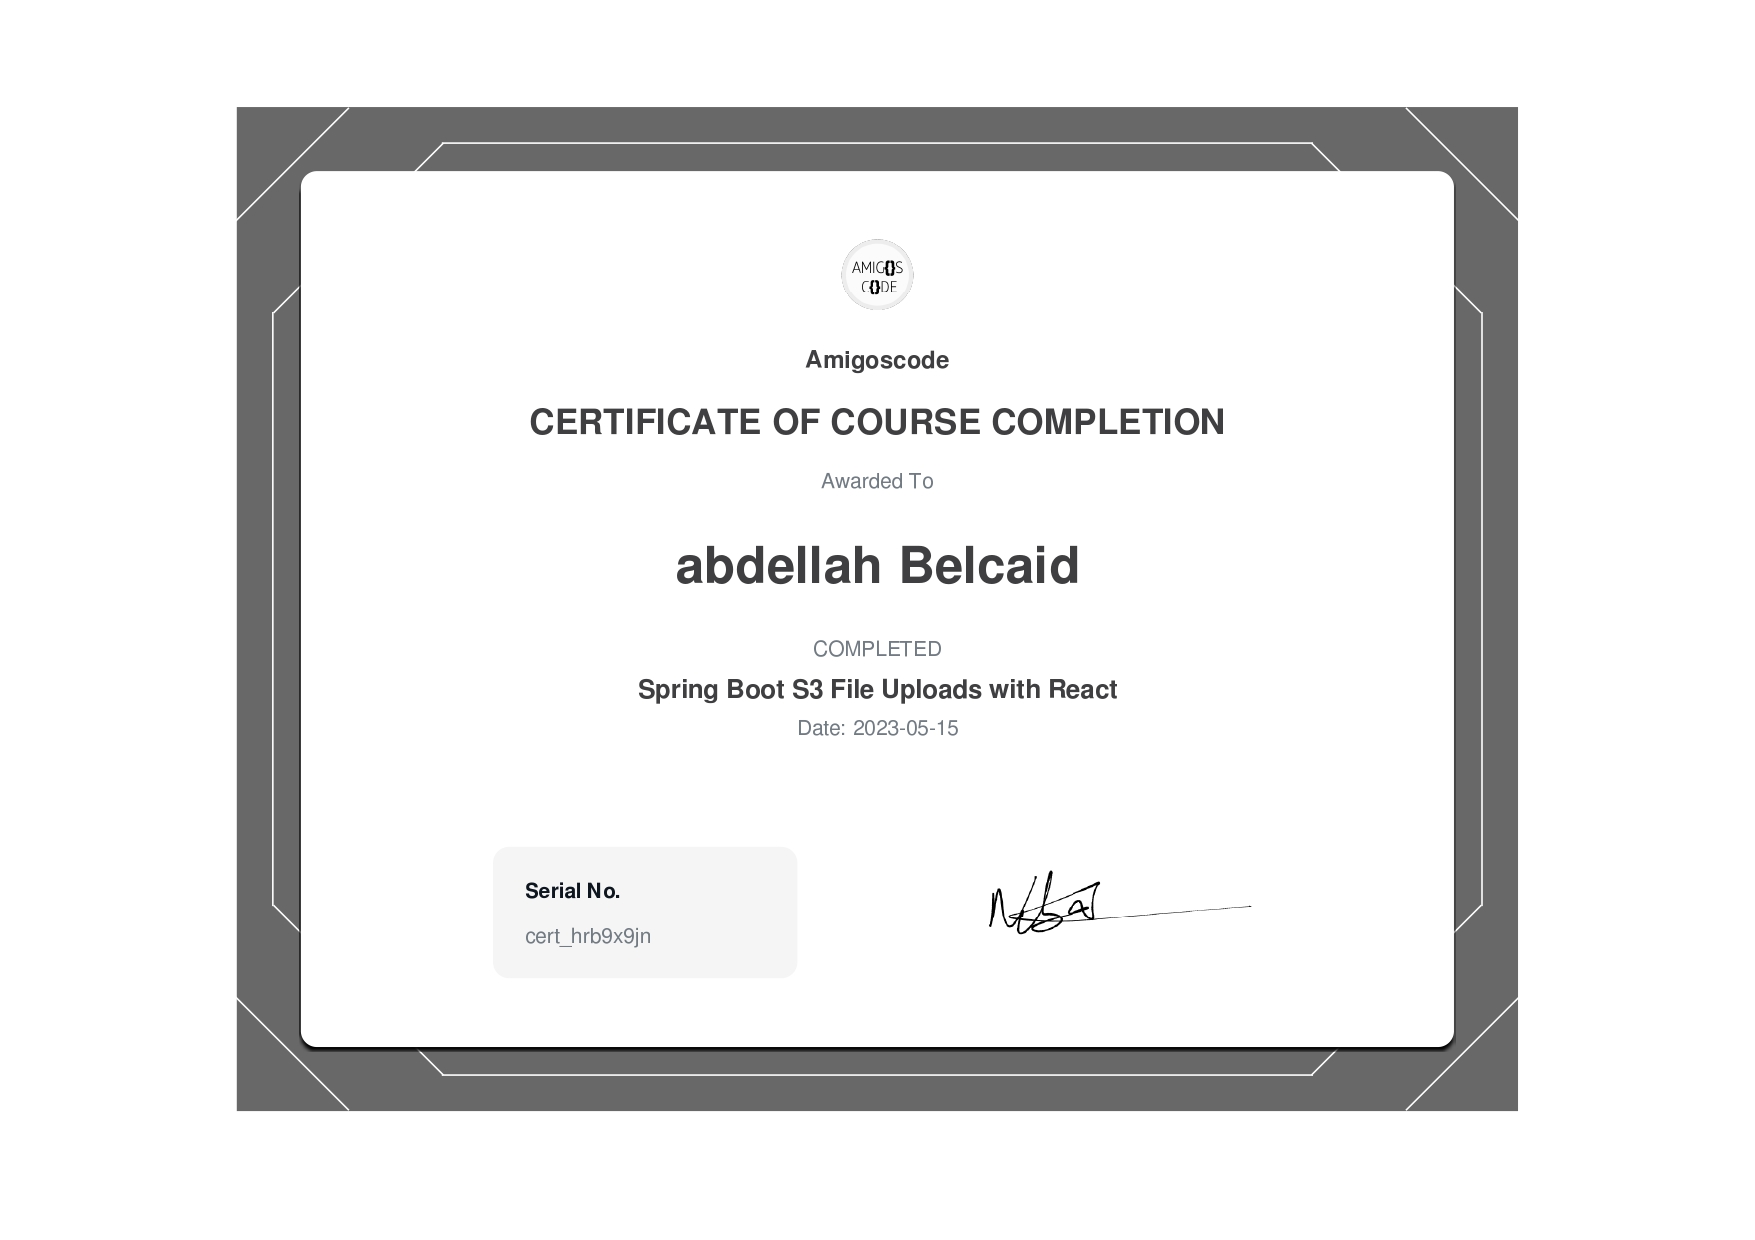 AMIG{}S
C{}DE
Amigoscode
CERTIFICATE OF COURSE COMPLETION
Awarded To
abdellah Belcaid
COMPLETED
Spring Boot S3 File Uploads with React
Date: 2023-05-15
Serial No.
cert_hrb9x9jn